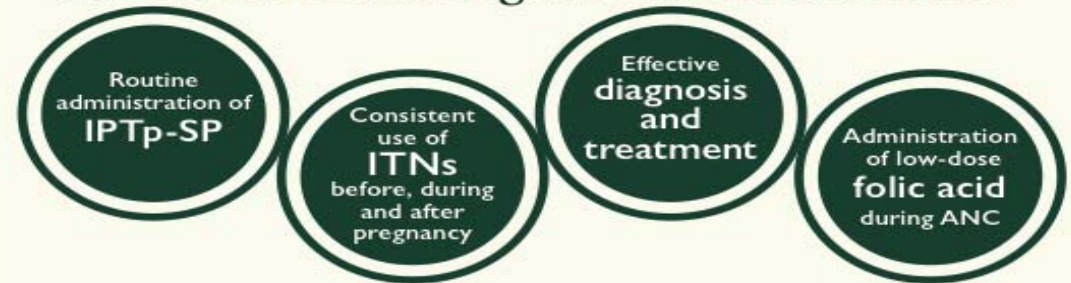 Routine
administration of
IPTp-SP
Consistent
use of
ITNs
before, during
and after
pregnancy
Effective
diagnosis
and
treatment
Administration
of low-dose
folic acid
during ANC